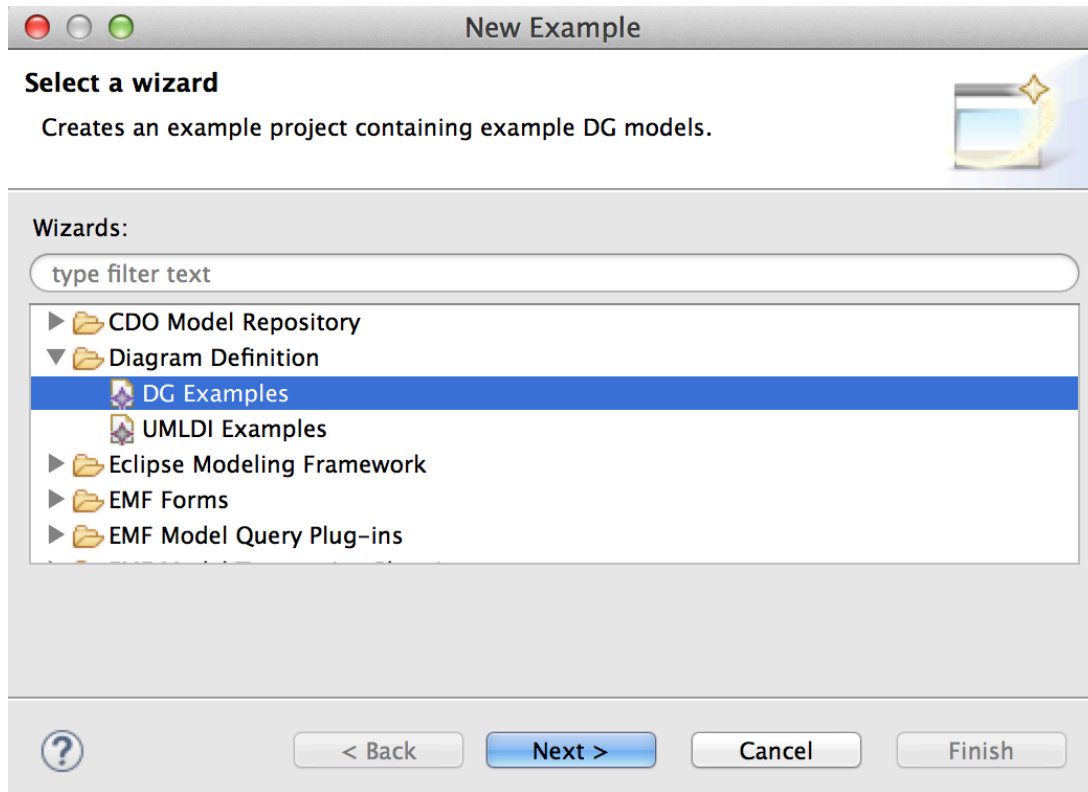 New Example
Select a wizard
Creates an example project containing example DG models.
Wizards:
type filter text
CDO Model Repository
Diagram Definition
DG Examples
UMLDI Examples
Eclipse Modeling Framework
EMF Forms
EMF Model Query Plug-ins
?
< Back Next > Cancel Finish